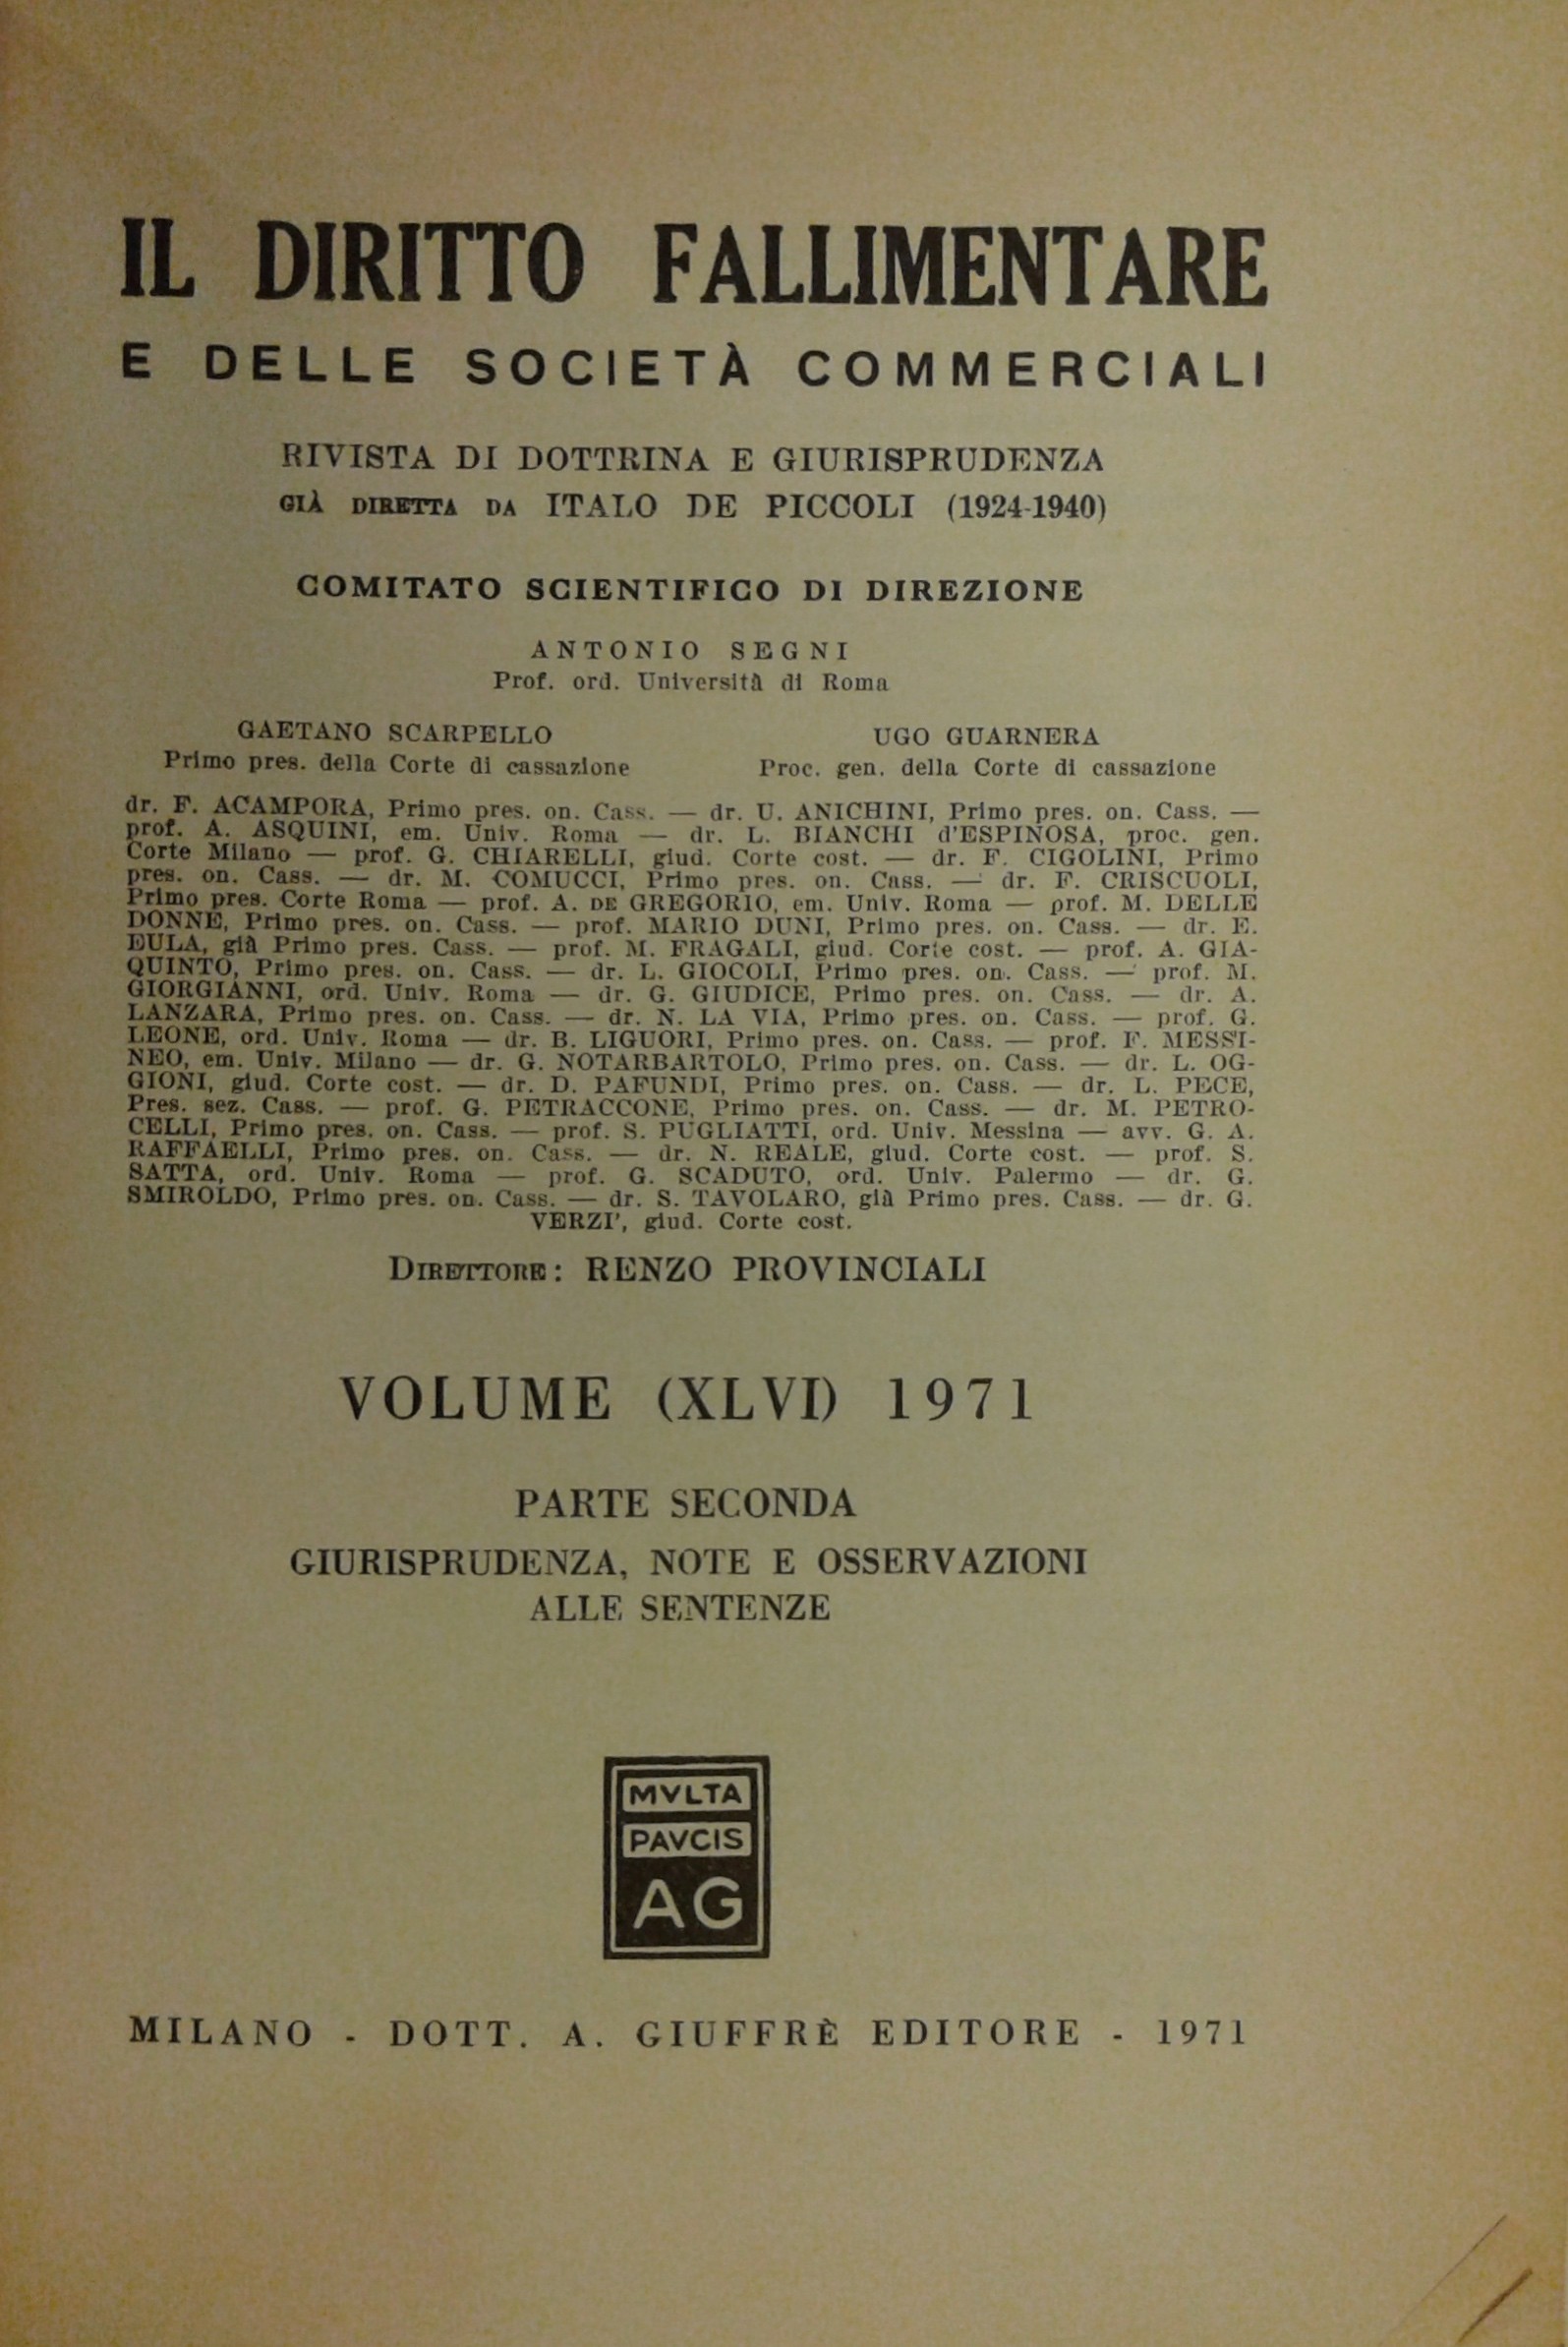 IL DIRITTO FALLIMENTARE
E DELLE SOCIETÀ COMMERCIALI
RIVISTA DI DOTTRINA E GIURISPRUDENZA
GIÀ DIRETTA DA ITALO DE PICCOLI (1924-1940)
COMITATO SCIENTIFICO DI DIREZIONE
ANTONIO SEGNI
Prof. ord. Università di Roma
GAETANO SCARPELLO
Primo pres. della Corte di cassazione
UGO GUARNERA
Proc. gen. della Corte di cassazione
dr. F. ACAMPORA, Primo pres. on. Cass. — dr. U. ANICHINI, Primo pres. on. Cass. —
prof. A. ASQUINI, em. Univ. Roma — dr. L. BIANCHI d'ESPINOSA, proc. gen.
Corte Milano — prof. G. CHIARELLI, giud. Corte cost. — dr. F. CIGOLINI, Primo
pres. on. Cass. — dr. M. COMUCCI, Primo pres. on. Cass. — dr. F. CRISCUOLI,
Primo pres. Corte Roma — prof. A. DE GREGORIO, em. Univ. Roma — prof. M. DELLE
DONNE, Primo pres. on. Cass. — prof. MARIO DUNI, Primo pres. on. Cass. — dr. E.
EULA, già Primo pres. Cass. — prof. M. FRAGALI, giud. Corte cost. — prof. A. GIA-
QUINTO, Primo pres. on. Cass. — dr. L. GIOCOLI, Primo pres. on. Cass. — prof. M.
GIORGIANNI, ord. Univ. Roma — dr. G. GIUDICE, Primo pres. on. Cass. — dr. A.
LANZARA, Primo pres. on. Cass. — dr. N. LA VIA, Primo pres. on. Cass. — prof. G.
LEONE, ord. Univ. Roma — dr. B. LIGUORI, Primo pres. on. Cass. — prof. F. MESSI-
NEO, em. Univ. Milano — dr. G. NOTARBARTOLO, Primo pres. on. Cass. — dr. L. OG-
GIONI, giud. Corte cost. — dr. D. PAFUNDI, Primo pres. on. Cass. — dr. L. PECE,
Pres. sez. Cass. — prof. G. PETRACCONE, Primo pres. on. Cass. — dr. M. PETRO-
CELLI, Primo pres. on. Cass. — prof. S. PUGLIATTI, ord. Univ. Messina — avv. G. A.
RAFFAELLI, Primo pres. on. Cass. — dr. N. REALE, giud. Corte cost. — prof. S.
SATTA, ord. Univ. Roma — prof. G. SCADUTO, ord. Univ. Palermo — dr. G.
SMIROLDO, Primo pres. on. Cass. — dr. S. TAVOLARO, già Primo pres. Cass. — dr. G.
VERZI', giud. Corte cost.
DIRETTORE: RENZO PROVINCIALI
VOLUME (XLVI) 1971
PARTE SECONDA
GIURISPRUDENZA, NOTE E OSSERVAZIONI
ALLE SENTENZE
MVLTA
PAVCIS
AG
MILANO - DOTT. A. GIUFFRÈ EDITORE - 1971